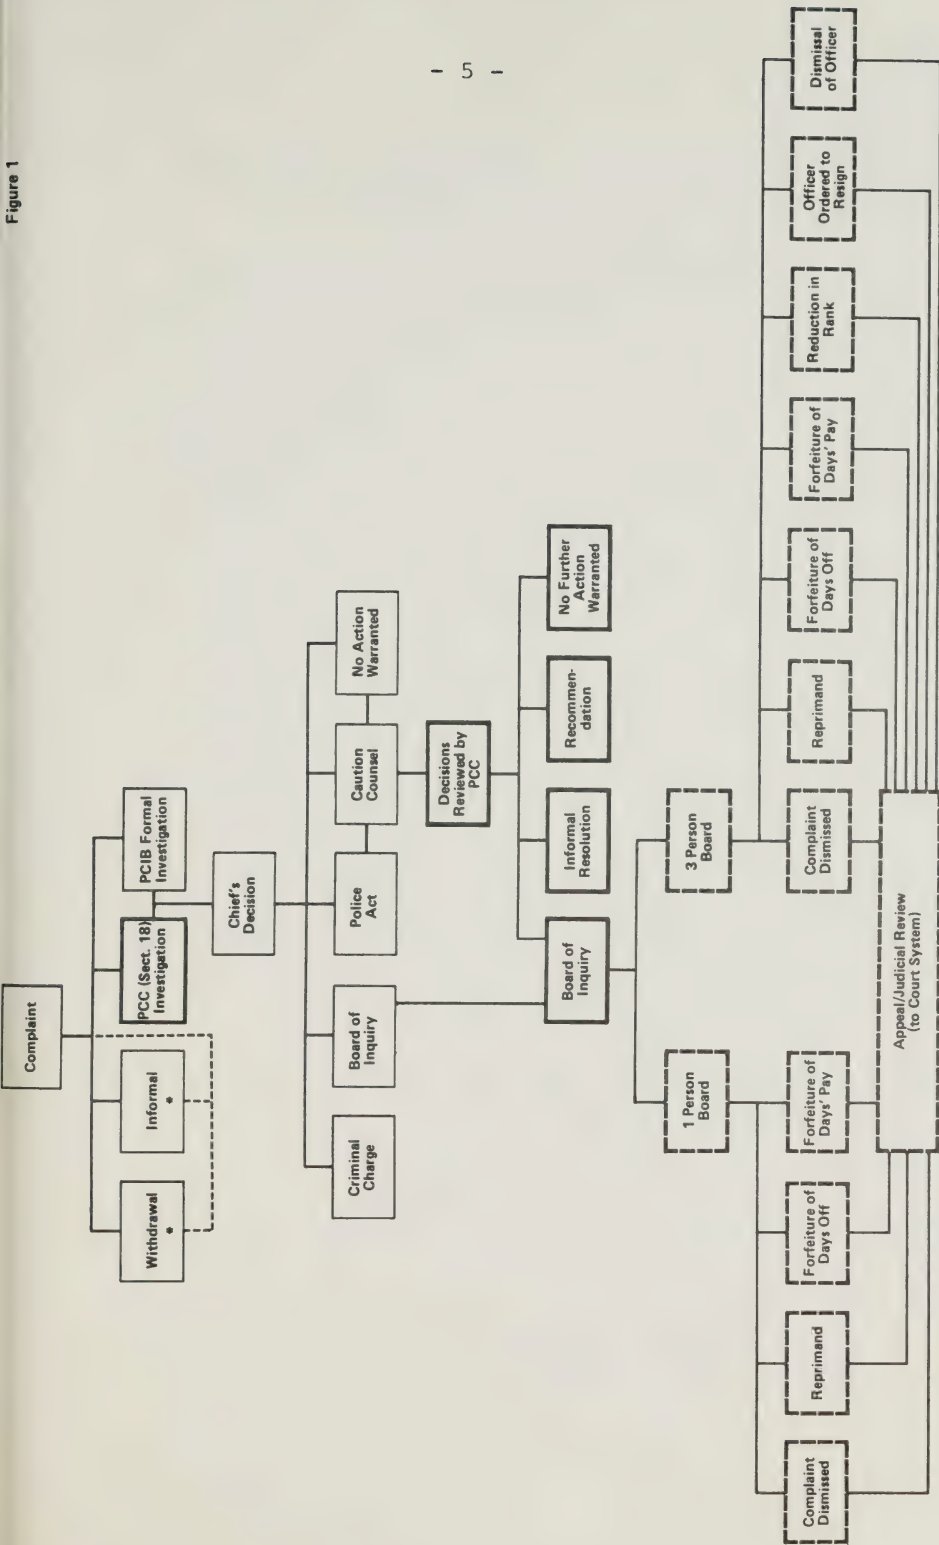 - 5 -
Figure 1
Complaint
Withdrawal
*
Informal
*
PCC (Sect. 18)
Investigation
PCIB Formal
Investigation
Chief's
Decision
Criminal
Charge
Board of
Inquiry
Police
Act
Caution
Counsel
No Action
Warranted
Decisions
Reviewed by
PCC
Board of
Inquiry
Informal
Resolution
Recommen-
dation
No Further
Action
Warranted
1 Person
Board
3 Person
Board
Complaint
Dismissed
Reprimand
Forfeiture of
Days Off
Forfeiture of
Days' Pay
Complaint
Dismissed
Reprimand
Forfeiture of
Days Off
Forfeiture of
Days' Pay
Reduction in
Rank
Officer
Ordered to
Resign
Dismissal
of Officer
Appeal/Judicial Review
(to Court System)